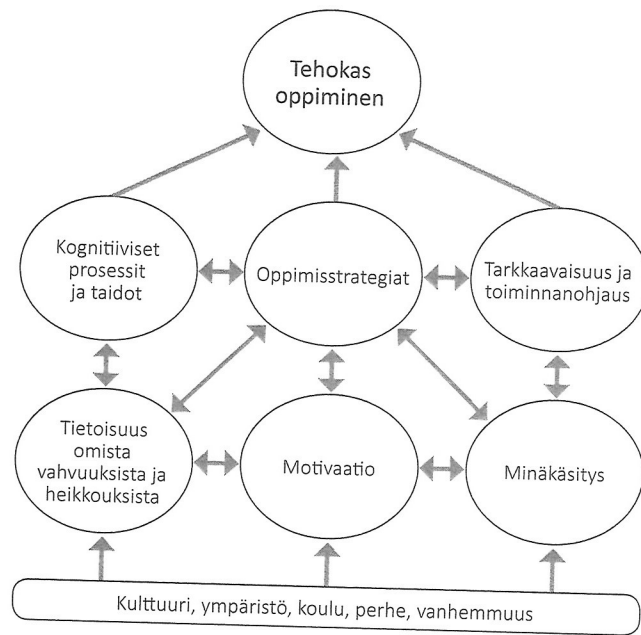 Tehokas
oppiminen
Kognitiiviset
prosessit
ja taidot
Oppimisstrategiat
Tarkkaavaisuus ja
toiminnanohjaus
Tietoisuus
omista
vahvuuksista ja
heikkouksista
Motivaatio
Minäkäsitys
Kulttuuri, ympäristö, koulu, perhe, vanhemmuus